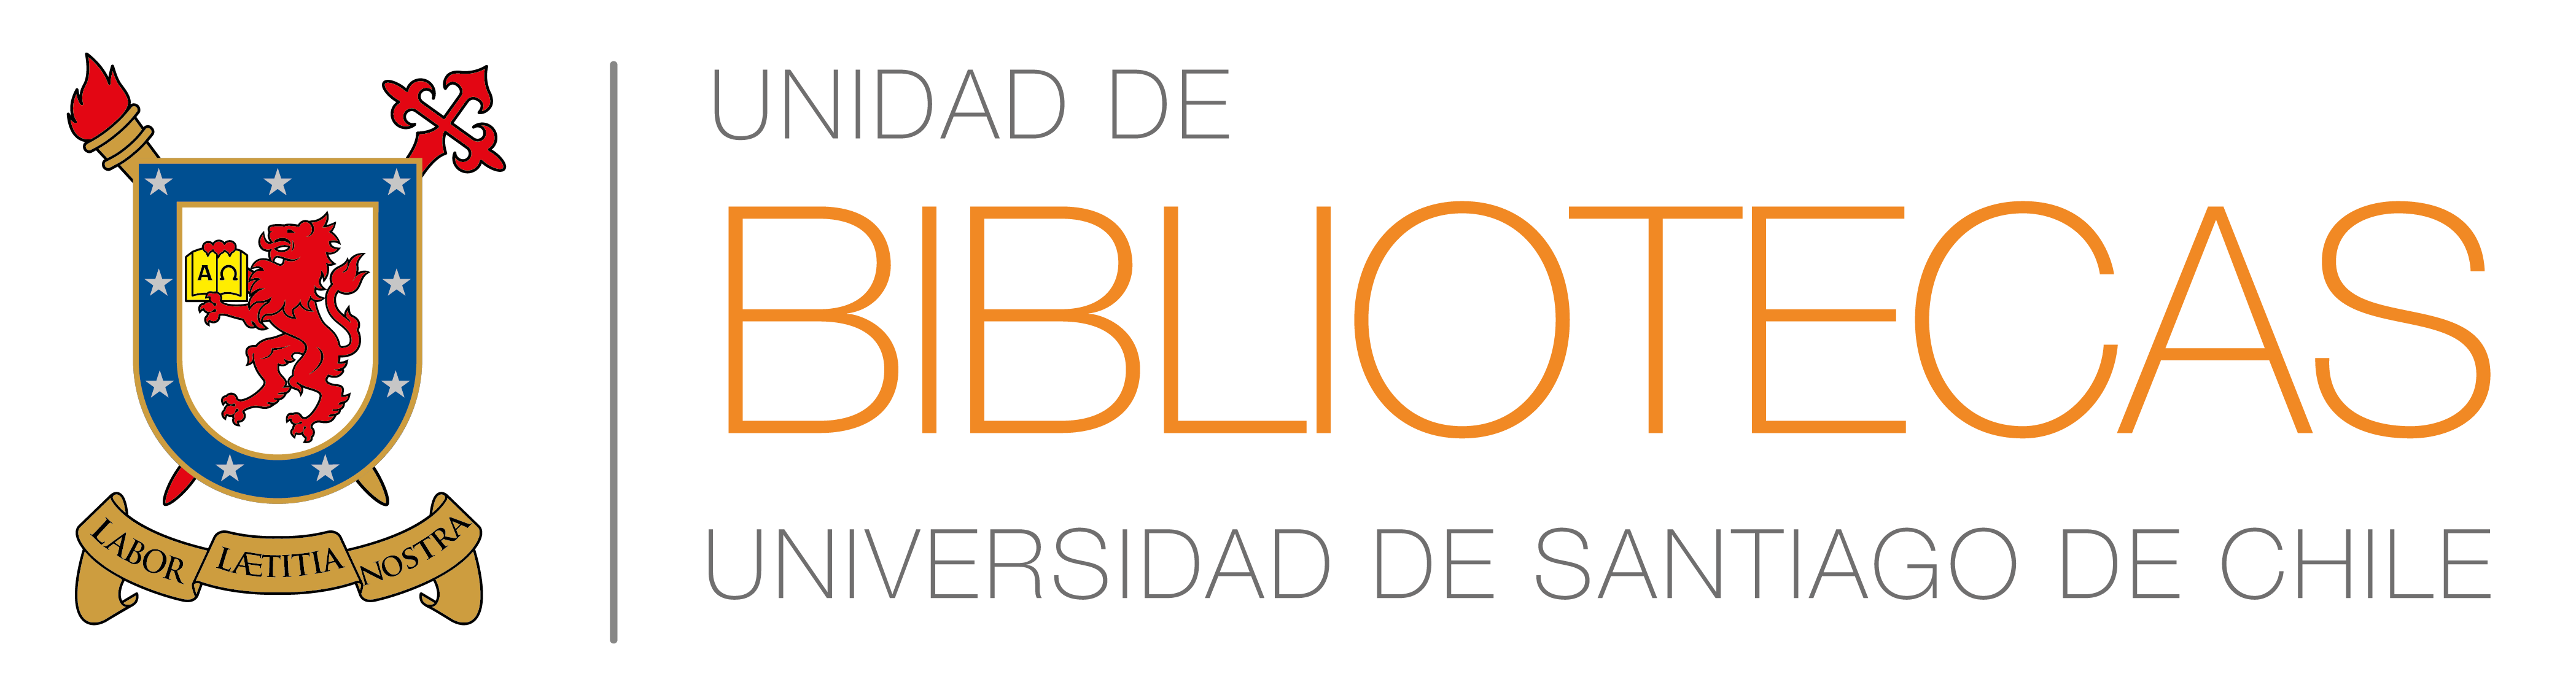 Α Ω
LABOR LÆTITIA NOSTRA
UNIDAD DE
BIBLIOTECAS
UNIVERSIDAD DE SANTIAGO DE CHILE